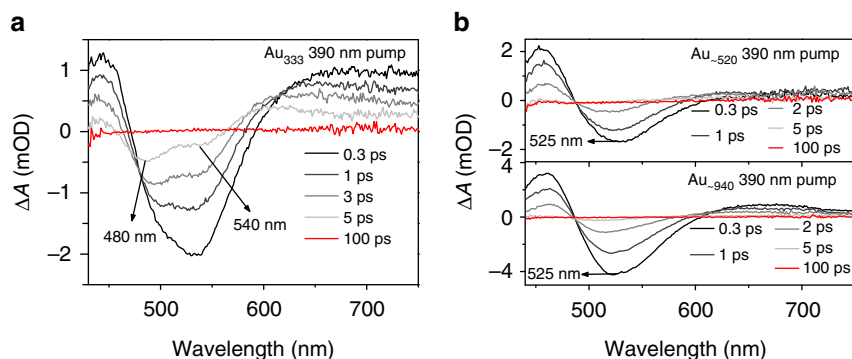 a
Au333 390 nm pump
1
0
−1
−2
ΔA (mOD)
480 nm
540 nm
0.3 ps
1 ps
3 ps
5 ps
100 ps
500 600 700
Wavelength (nm)
b
Au~520 390 nm pump
2
0
−2
525 nm
0.3 ps
1 ps
2 ps
5 ps
100 ps
ΔA (mOD)
Au~940 390 nm pump
4
0
−4
525 nm
0.3 ps
1 ps
2 ps
5 ps
100 ps
500 600 700
Wavelength (nm)